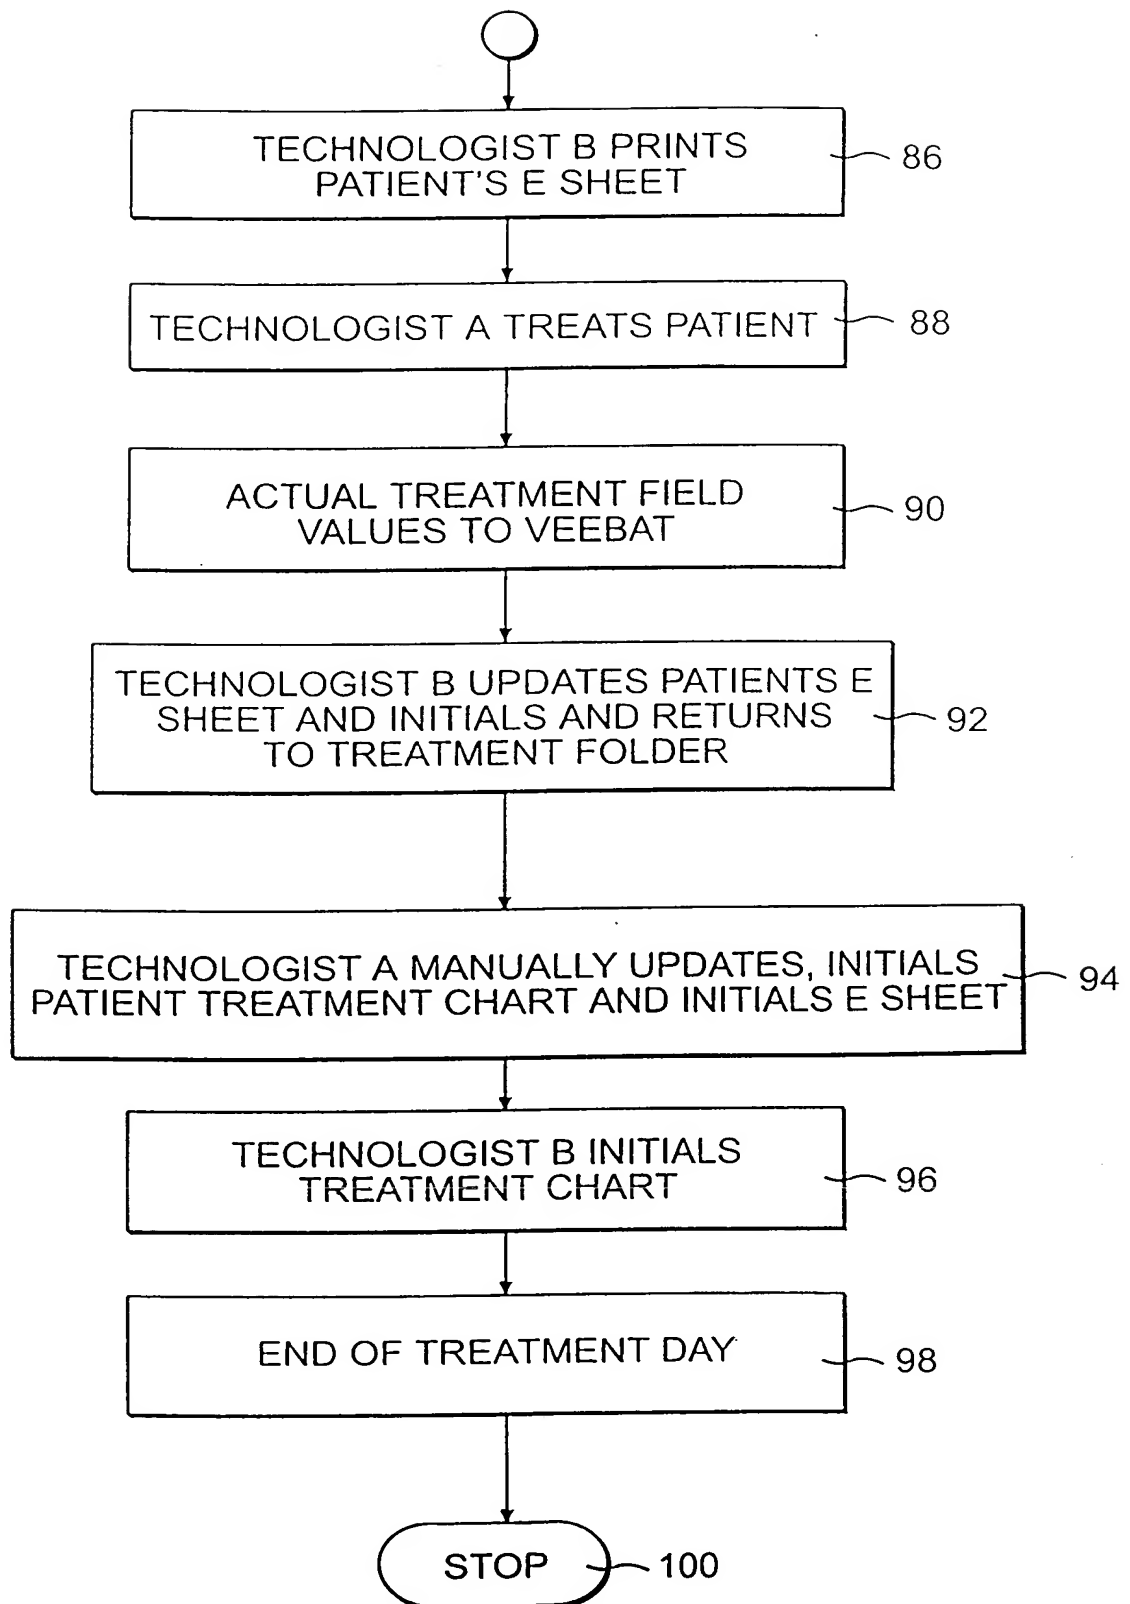 TECHNOLOGIST B PRINTS
PATIENT'S E SHEET
86
TECHNOLOGIST A TREATS PATIENT
88
ACTUAL TREATMENT FIELD
VALUES TO VEEBAT
90
TECHNOLOGIST B UPDATES PATIENTS E
SHEET AND INITIALS AND RETURNS
TO TREATMENT FOLDER
92
TECHNOLOGIST A MANUALLY UPDATES, INITIALS
PATIENT TREATMENT CHART AND INITIALS E SHEET
94
TECHNOLOGIST B INITIALS
TREATMENT CHART
96
END OF TREATMENT DAY
98
STOP
100